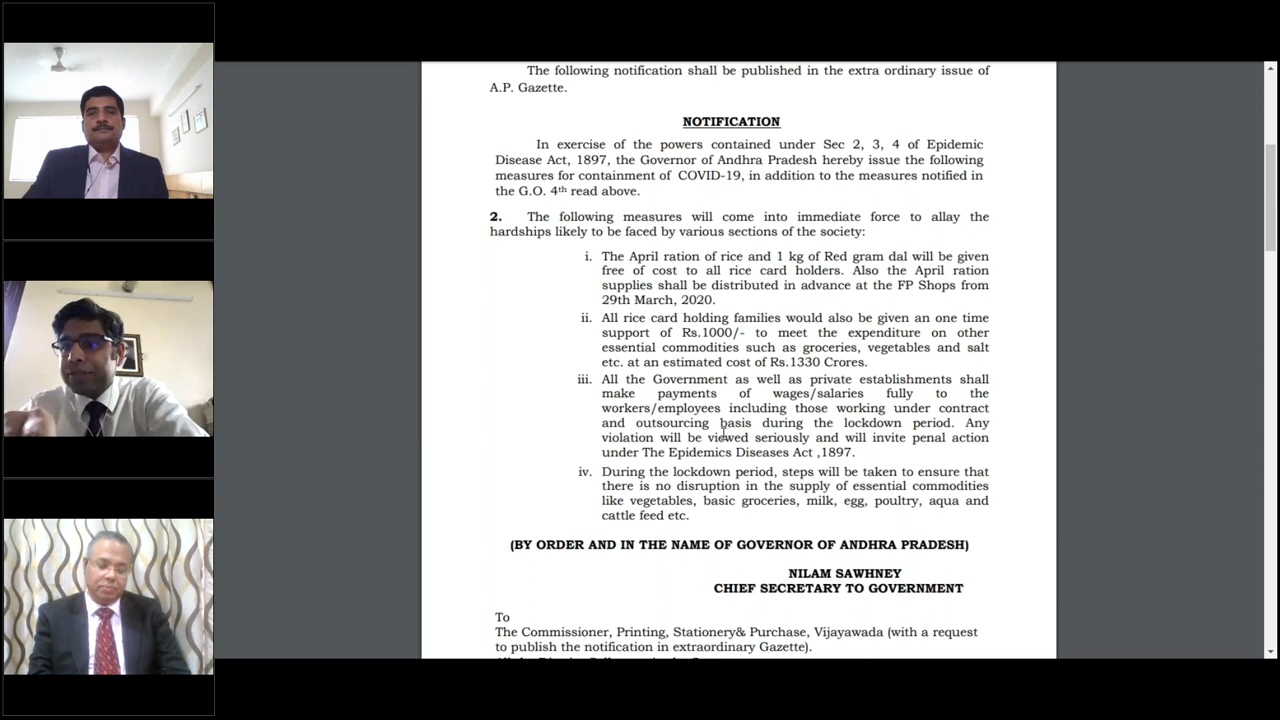 The following notification shall be published in the extra ordinary issue of
A.P. Gazette.
NOTIFICATION
In exercise of the powers contained under Sec 2, 3, 4 of Epidemic
Disease Act, 1897, the Governor of Andhra Pradesh hereby issue the following
measures for containment of COVID-19, in addition to the measures notified in
the G.O. 4th read above.
2. The following measures will come into immediate force to allay the
hardships likely to be faced by various sections of the society:
i. The April ration of rice and 1 kg of Red gram dal will be given
free of cost to all rice card holders. Also the April ration
supplies shall be distributed in advance at the FP Shops from
29th March, 2020.
ii. All rice card holding families would also be given an one time
support of Rs.1000/- to meet the expenditure on other
essential commodities such as groceries, vegetables and salt
etc. at an estimated cost of Rs.1330 Crores.
iii. All the Government as well as private establishments shall
make payments of wages/salaries fully to the
workers/employees including those working under contract
and outsourcing basis during the lockdown period. Any
violation will be viewed seriously and will invite penal action
under The Epidemics Diseases Act ,1897.
iv. During the lockdown period, steps will be taken to ensure that
there is no disruption in the supply of essential commodities
like vegetables, basic groceries, milk, egg, poultry, aqua and
cattle feed etc.
(BY ORDER AND IN THE NAME OF GOVERNOR OF ANDHRA PRADESH)
NILAM SAWHNEY
CHIEF SECRETARY TO GOVERNMENT
To
The Commissioner, Printing, Stationery& Purchase, Vijayawada (with a request
to publish the notification in extraordinary Gazette).